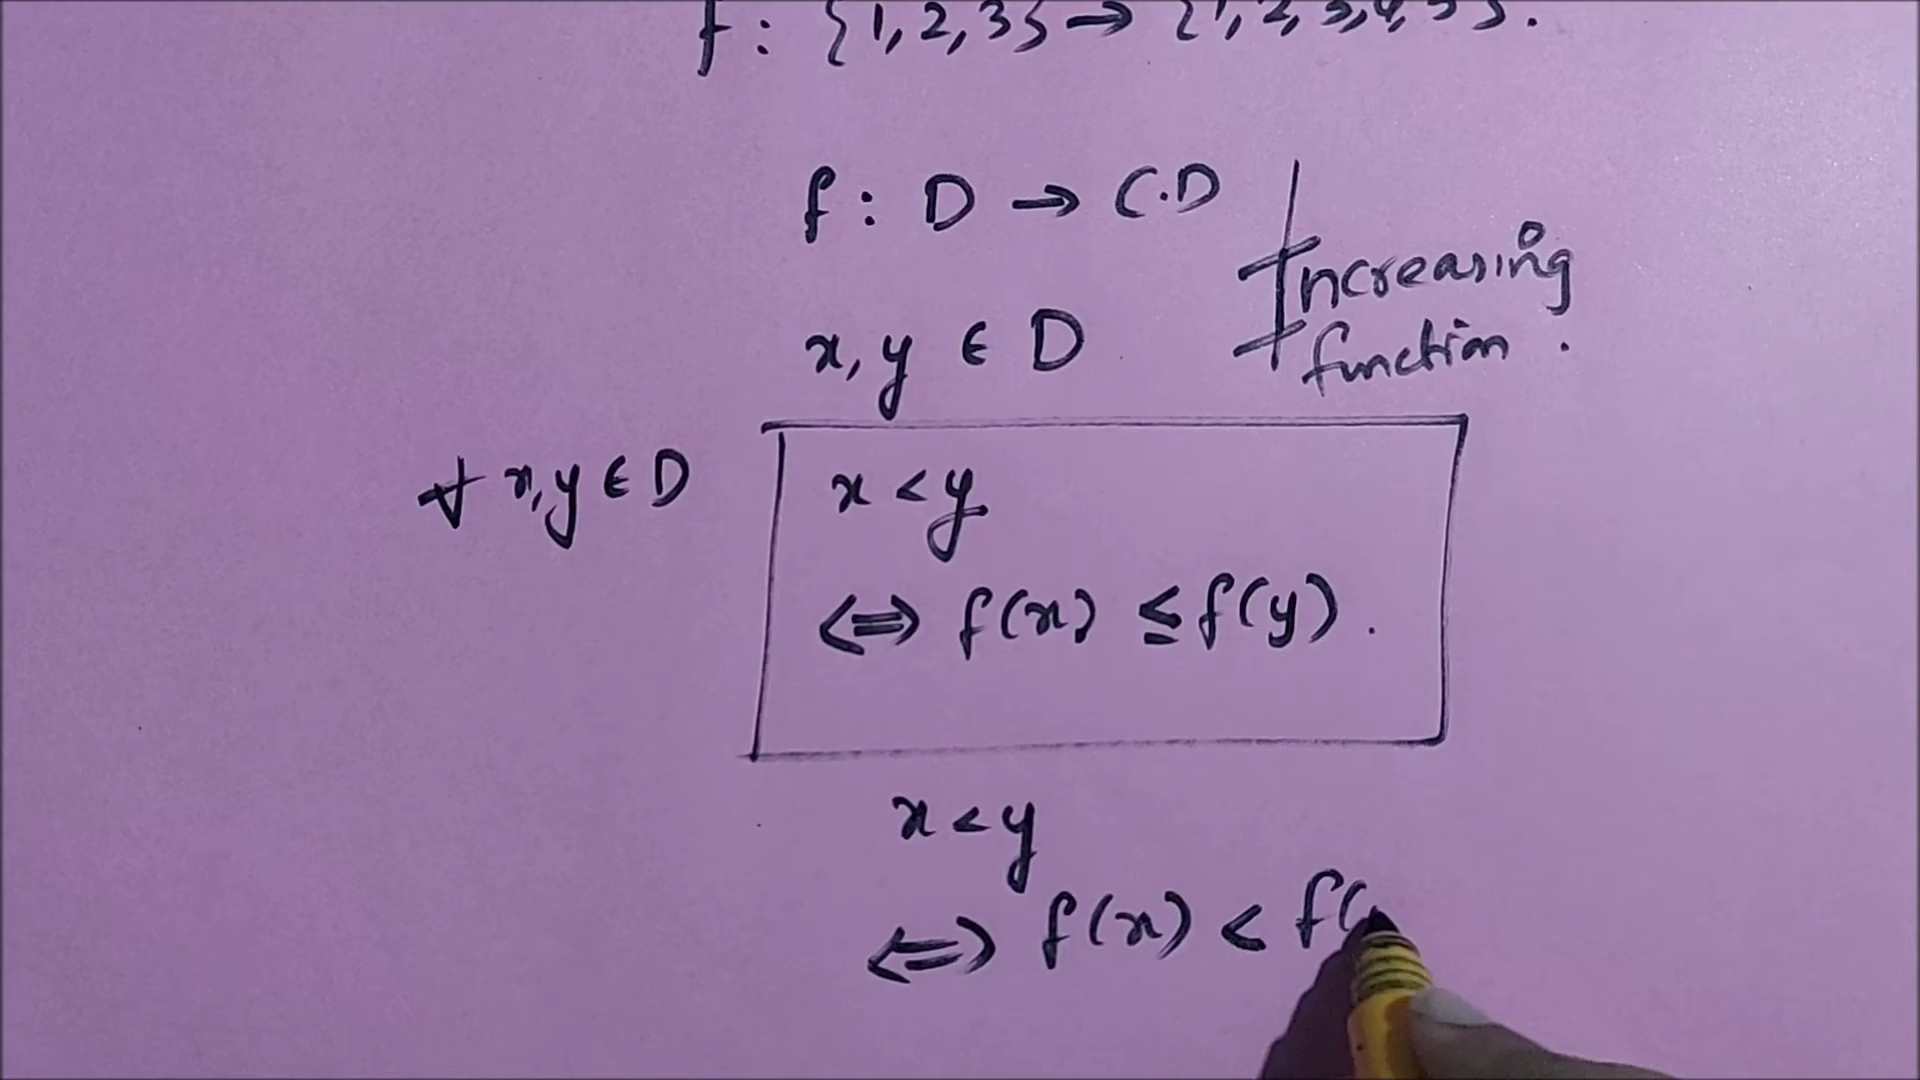 f: {1,2,3} → {1,2,3,4,5}.
f: D → C.D
Increasing
function.
x, y ∈ D
∀ x,y ∈ D
x < y
⟺ f(x) ≤ f(y).
x < y
⟺ f(x) < f(